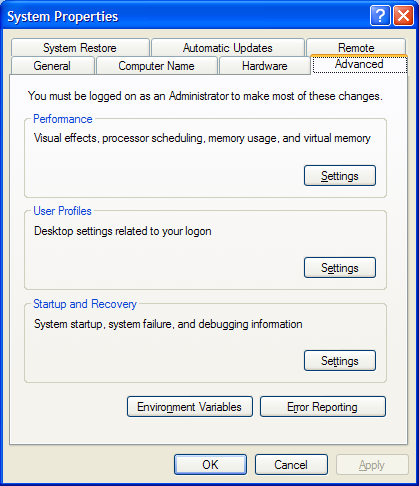 System Properties
System Restore Automatic Updates Remote
General Computer Name Hardware Advanced
You must be logged on as an Administrator to make most of these changes.
Performance
Visual effects, processor scheduling, memory usage, and virtual memory
Settings
User Profiles
Desktop settings related to your logon
Settings
Startup and Recovery
System startup, system failure, and debugging information
Settings
Environment Variables Error Reporting
OK Cancel Apply